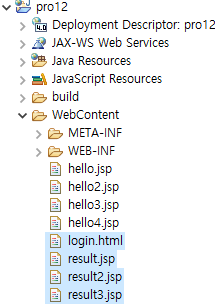 pro12
Deployment Descriptor: pro12
JAX-WS Web Services
Java Resources
JavaScript Resources
build
WebContent
META-INF
WEB-INF
hello.jsp
hello2.jsp
hello3.jsp
hello4.jsp
login.html
result.jsp
result2.jsp
result3.jsp